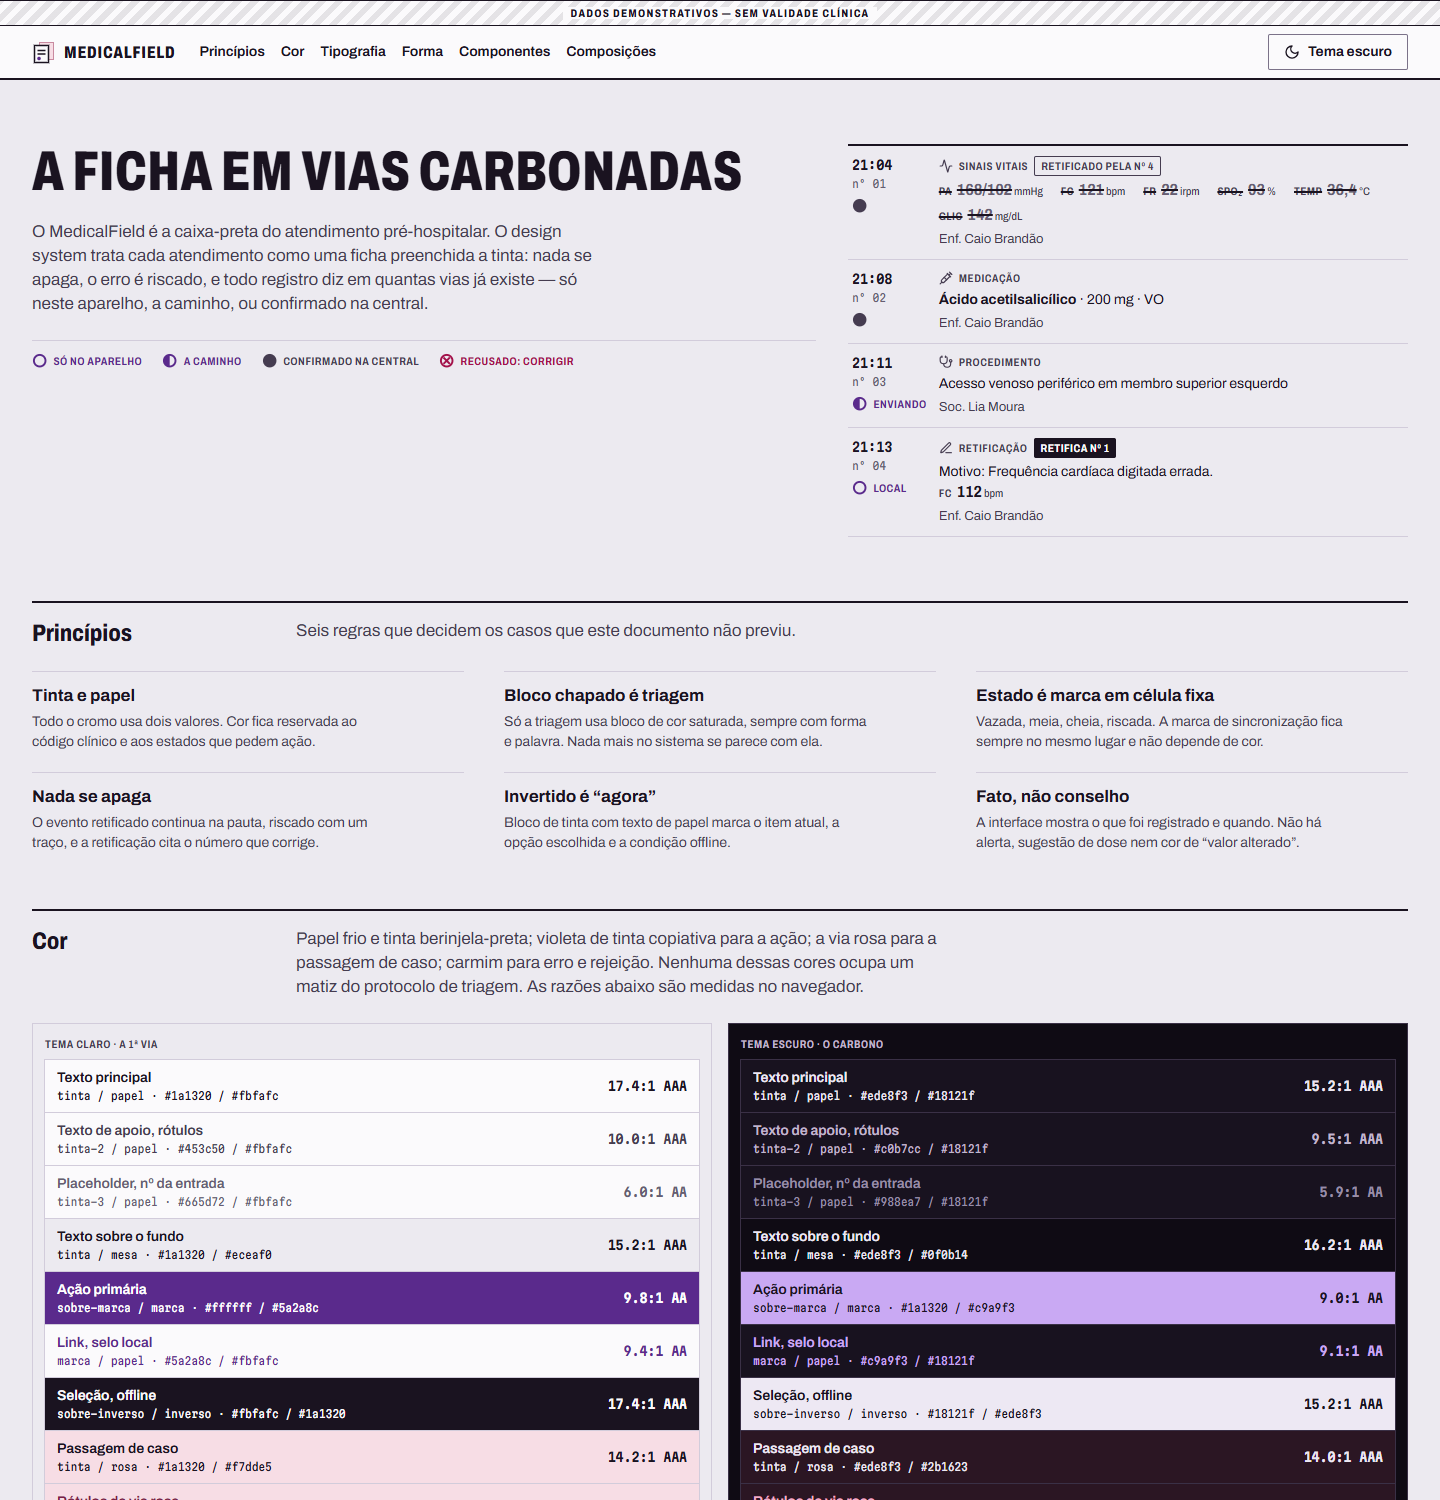 DADOS DEMONSTRATIVOS — SEM VALIDADE CLÍNICA
MEDICALFIELD
Princípios
Cor
Tipografia
Forma
Componentes
Composições
Tema escuro
A FICHA EM VIAS CARBONADAS
O MedicalField é a caixa-preta do atendimento pré-hospitalar. O design
system trata cada atendimento como uma ficha preenchida a tinta: nada se
apaga, o erro é riscado, e todo registro diz em quantas vias já existe — só
neste aparelho, a caminho, ou confirmado na central.
SÓ NO APARELHO
A CAMINHO
CONFIRMADO NA CENTRAL
RECUSADO: CORRIGIR
21:04
n° 01
SINAIS VITAIS
RETIFICADO PELA Nº 4
PA 168/102 mmHg FC 121 bpm FR 22 irpm SPO₂ 93 % TEMP 36,4 °C
GLIC 142 mg/dL
Enf. Caio Brandão
21:08
n° 02
MEDICAÇÃO
Ácido acetilsalicílico · 200 mg · VO
Enf. Caio Brandão
21:11
n° 03
ENVIANDO
PROCEDIMENTO
Acesso venoso periférico em membro superior esquerdo
Soc. Lia Moura
21:13
n° 04
LOCAL
RETIFICAÇÃO
RETIFICA Nº 1
Motivo: Frequência cardíaca digitada errada.
FC 112 bpm
Enf. Caio Brandão
Princípios
Seis regras que decidem os casos que este documento não previu.
Tinta e papel
Todo o cromo usa dois valores. Cor fica reservada ao
código clínico e aos estados que pedem ação.
Bloco chapado é triagem
Só a triagem usa bloco de cor saturada, sempre com forma
e palavra. Nada mais no sistema se parece com ela.
Estado é marca em célula fixa
Vazada, meia, cheia, riscada. A marca de sincronização fica
sempre no mesmo lugar e não depende de cor.
Nada se apaga
O evento retificado continua na pauta, riscado com um
traço, e a retificação cita o número que corrige.
Invertido é “agora”
Bloco de tinta com texto de papel marca o item atual, a
opção escolhida e a condição offline.
Fato, não conselho
A interface mostra o que foi registrado e quando. Não há
alerta, sugestão de dose nem cor de “valor alterado”.
Cor
Papel frio e tinta berinjela-preta; violeta de tinta copiativa para a ação; a via rosa para a
passagem de caso; carmim para erro e rejeição. Nenhuma dessas cores ocupa um
matiz do protocolo de triagem. As razões abaixo são medidas no navegador.
TEMA CLARO · A 1ª VIA
Texto principal
tinta / papel · #1a1320 / #fbfafc
17.4:1 AAA
Texto de apoio, rótulos
tinta-2 / papel · #453c50 / #fbfafc
10.0:1 AAA
Placeholder, nº da entrada
tinta-3 / papel · #665d72 / #fbfafc
6.0:1 AA
Texto sobre o fundo
tinta / mesa · #1a1320 / #eceaf0
15.2:1 AAA
Ação primária
sobre-marca / marca · #ffffff / #5a2a8c
9.8:1 AA
Link, selo local
marca / papel · #5a2a8c / #fbfafc
9.4:1 AA
Seleção, offline
sobre-inverso / inverso · #fbfafc / #1a1320
17.4:1 AAA
Passagem de caso
tinta / rosa · #1a1320 / #f7dde5
14.2:1 AAA
Rótulos da via rosa
TEMA ESCURO · O CARBONO
Texto principal
tinta / papel · #ede8f3 / #18121f
15.2:1 AAA
Texto de apoio, rótulos
tinta-2 / papel · #c0b7cc / #18121f
9.5:1 AAA
Placeholder, nº da entrada
tinta-3 / papel · #988ea7 / #18121f
5.9:1 AA
Texto sobre o fundo
tinta / mesa · #ede8f3 / #0f0b14
16.2:1 AAA
Ação primária
sobre-marca / marca · #1a1320 / #c9a9f3
9.0:1 AA
Link, selo local
marca / papel · #c9a9f3 / #18121f
9.1:1 AA
Seleção, offline
sobre-inverso / inverso · #18121f / #ede8f3
15.2:1 AAA
Passagem de caso
tinta / rosa · #ede8f3 / #2b1623
14.0:1 AAA
Rótulos da via rosa